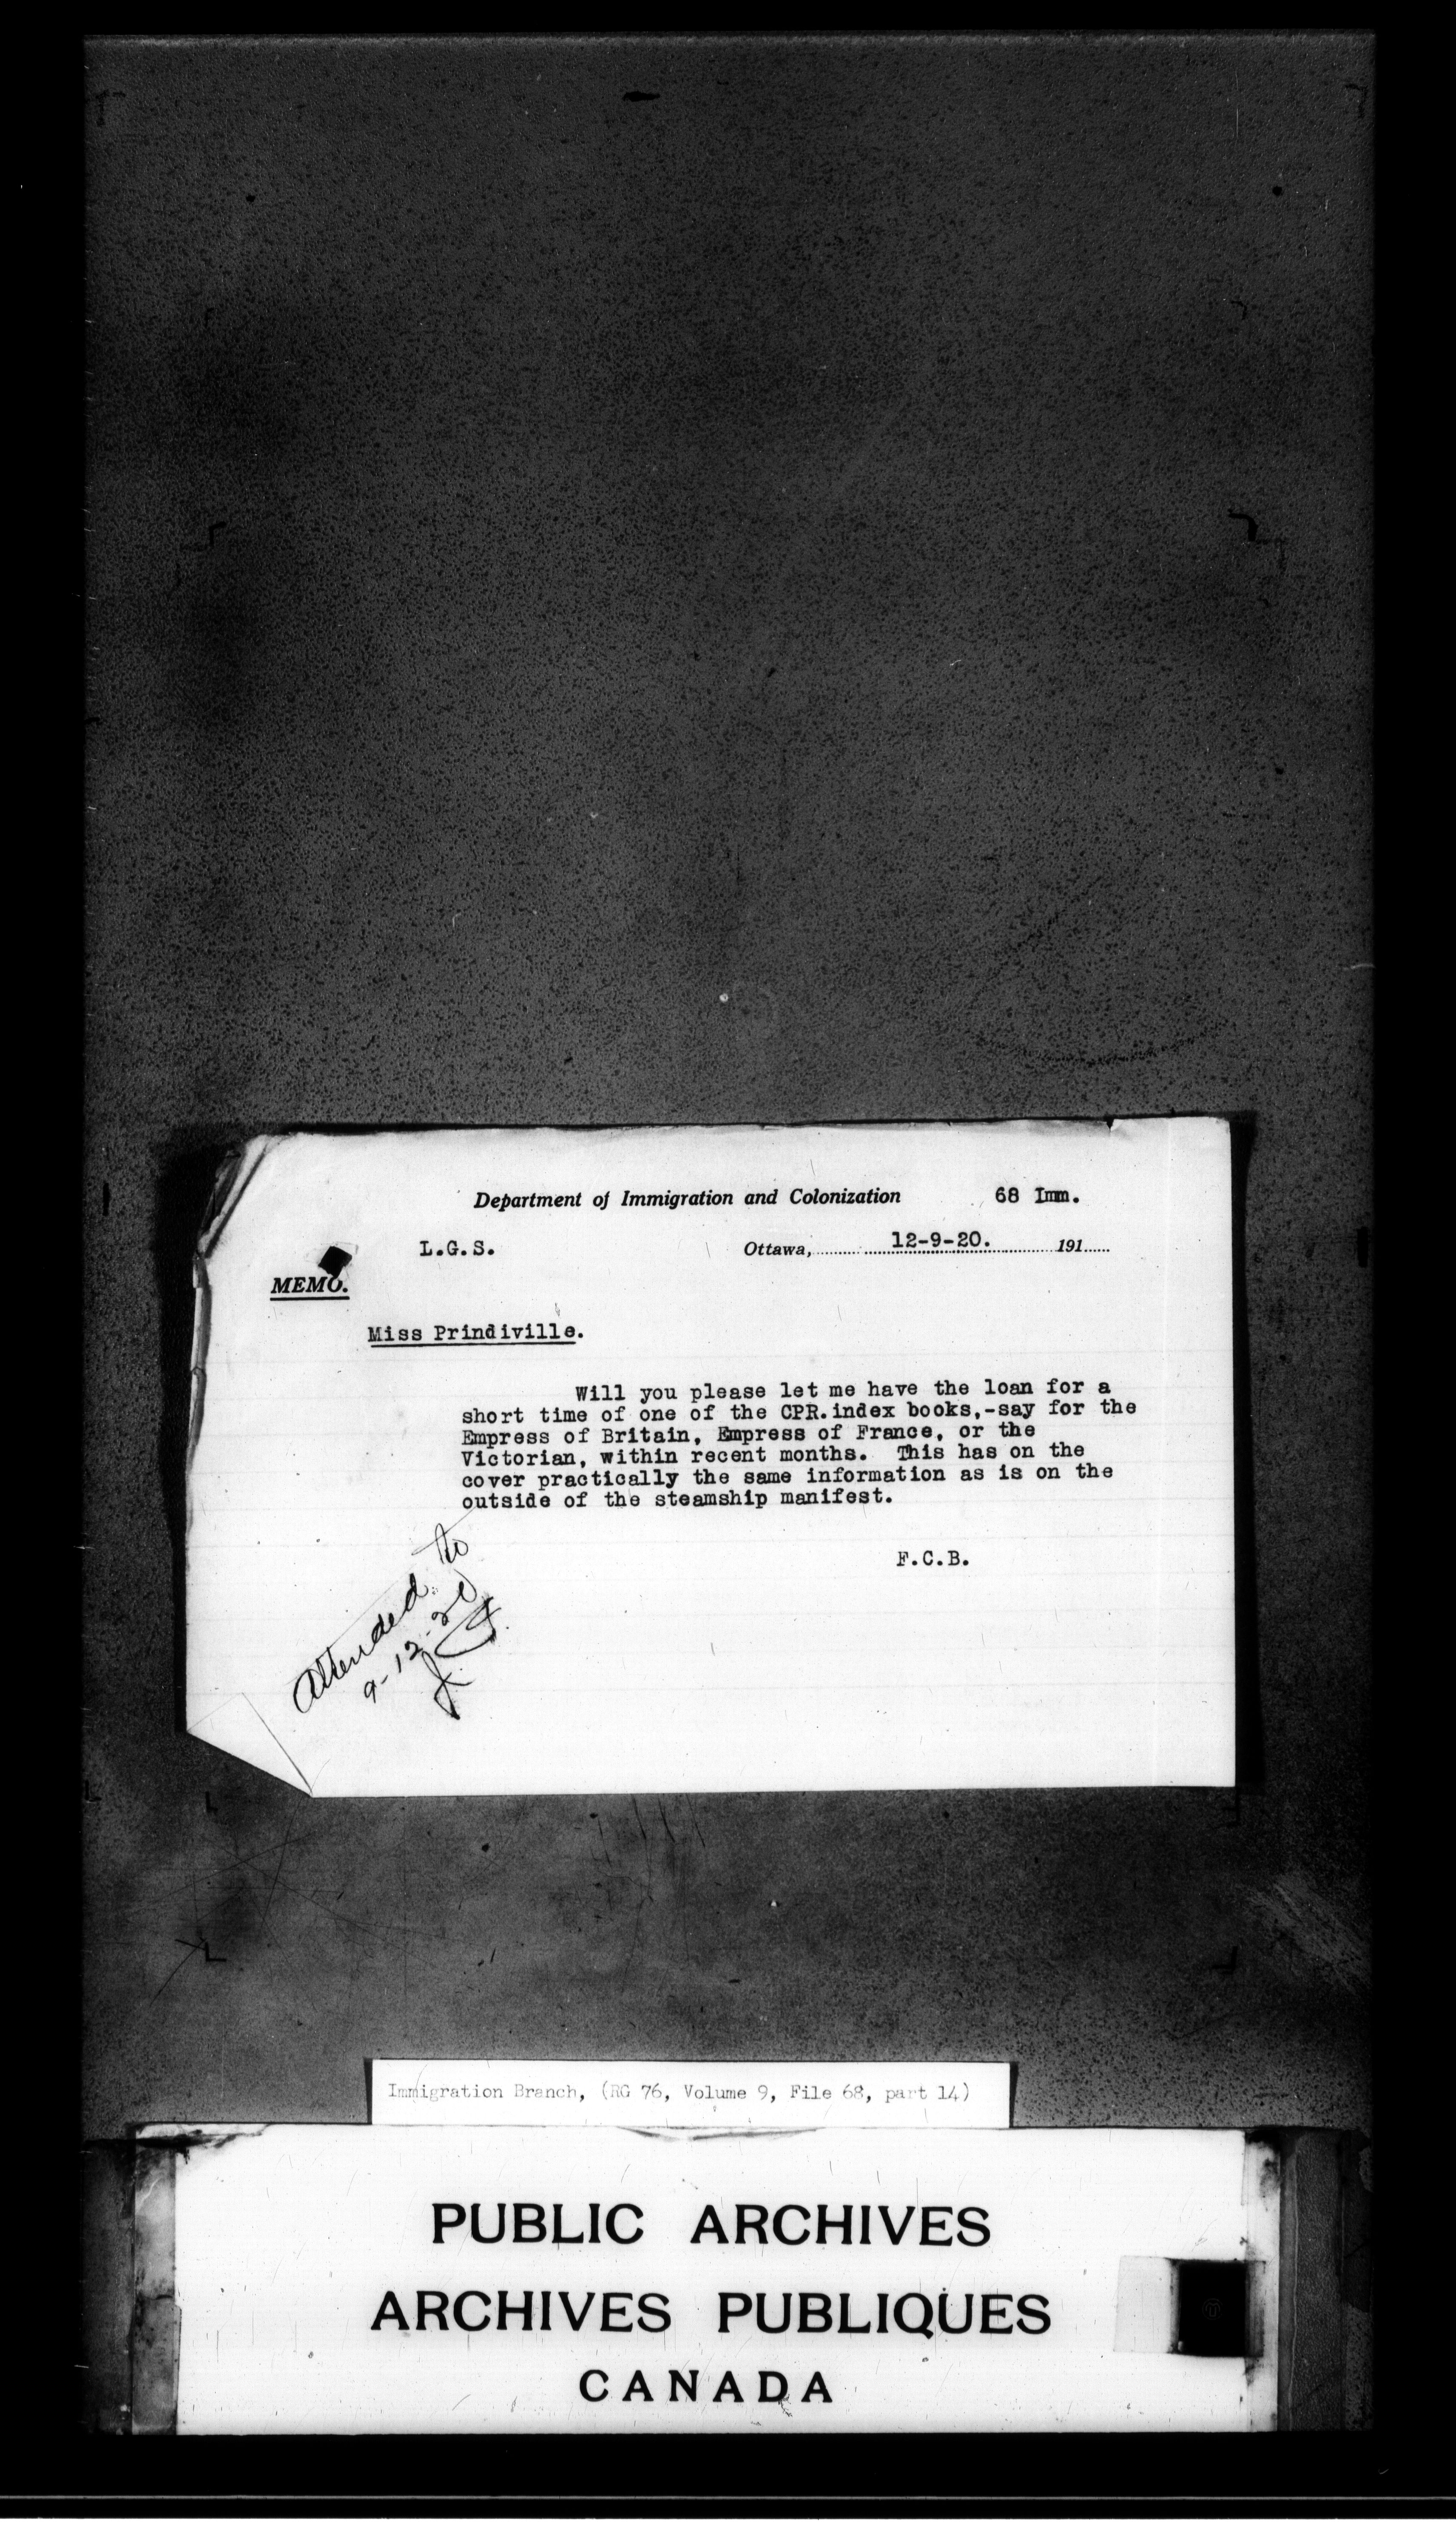 Department of Immigration and Colonization 68 Imm.
L.G.S. Ottawa, 12-9-20. 191
MEMO.
Miss Prindiville.
Will you please let me have the loan for a
short time of one of the CPR.index books,-say for the
Empress of Britain, Empress of France, or the
Victorian, within recent months. This has on the
cover practically the same information as is on the
outside of the steamship manifest.
F.C.B.
Attended to
9-12-20
Immigration Branch, (RG 76, Volume 9, File 68, part 14)
PUBLIC ARCHIVES
ARCHIVES PUBLIQUES
CANADA